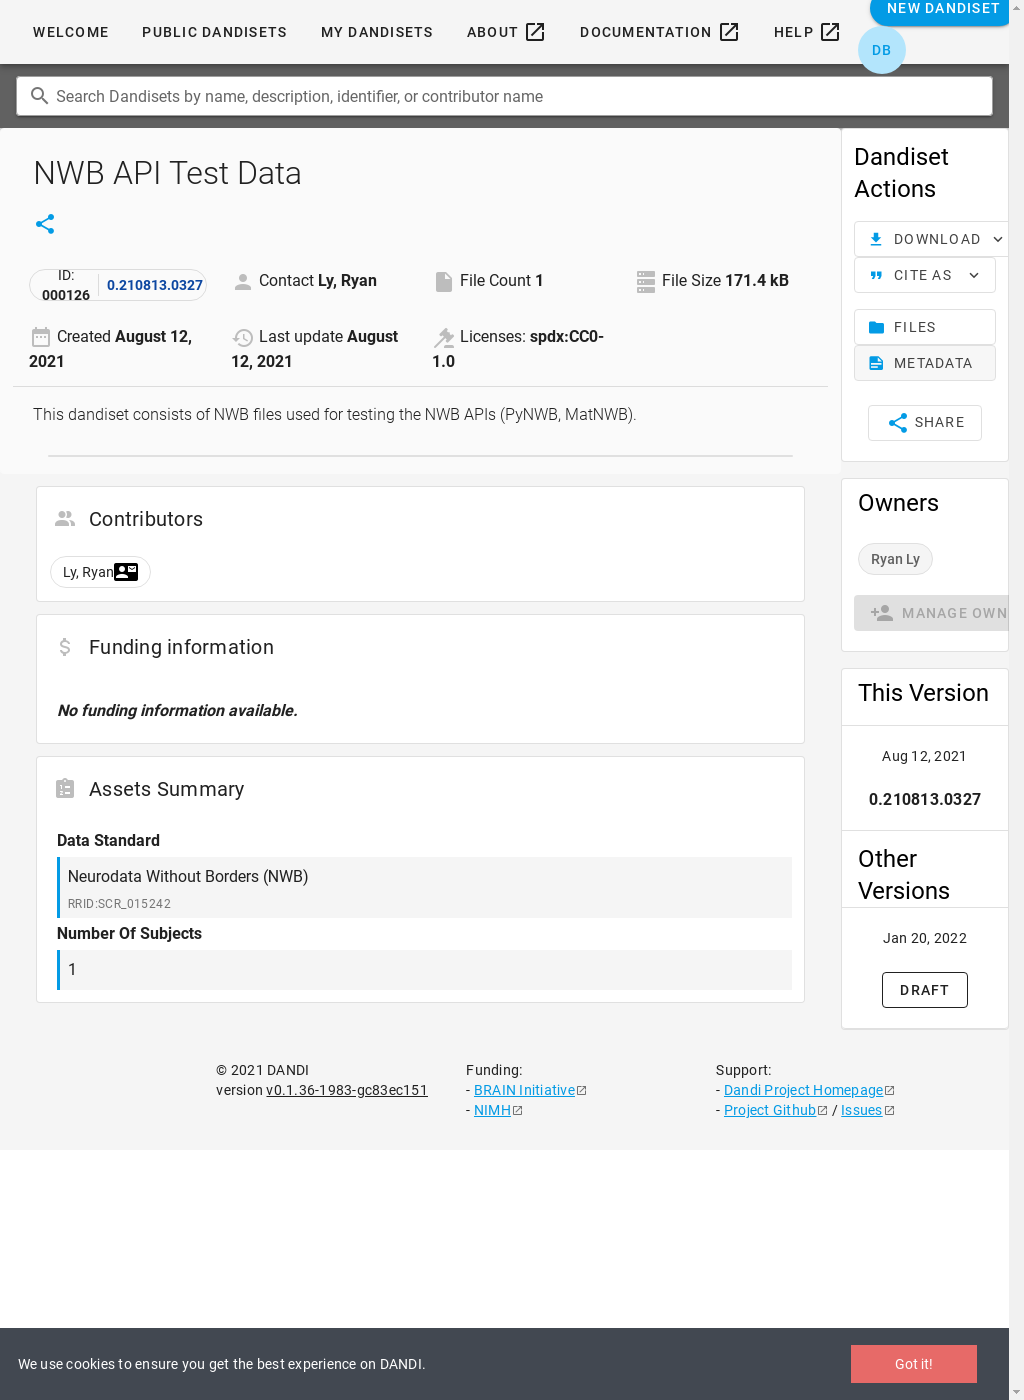 WELCOME PUBLIC DANDISETS MY DANDISETS ABOUT DOCUMENTATION HELP NEW DANDISET
DB
Search Dandisets by name, description, identifier, or contributor name
NWB API Test Data
ID: 000126 0.210813.0327
Contact Ly, Ryan
File Count 1
File Size 171.4 kB
Created August 12, 2021
Last update August 12, 2021
Licenses: spdx:CC0-1.0
This dandiset consists of NWB files used for testing the NWB APIs (PyNWB, MatNWB).
Contributors
Ly, Ryan
Funding information
No funding information available.
Assets Summary
Data Standard
Neurodata Without Borders (NWB)
RRID:SCR_015242
Number Of Subjects
1
Dandiset
Actions
DOWNLOAD
CITE AS
FILES
METADATA
SHARE
Owners
Ryan Ly
MANAGE OWN
This Version
Aug 12, 2021
0.210813.0327
Other
Versions
Jan 20, 2022
DRAFT
© 2021 DANDI
version v0.1.36-1983-gc83ec151
Funding:
- BRAIN Initiative
- NIMH
Support:
- Dandi Project Homepage
- Project Github / Issues
We use cookies to ensure you get the best experience on DANDI.
Got it!